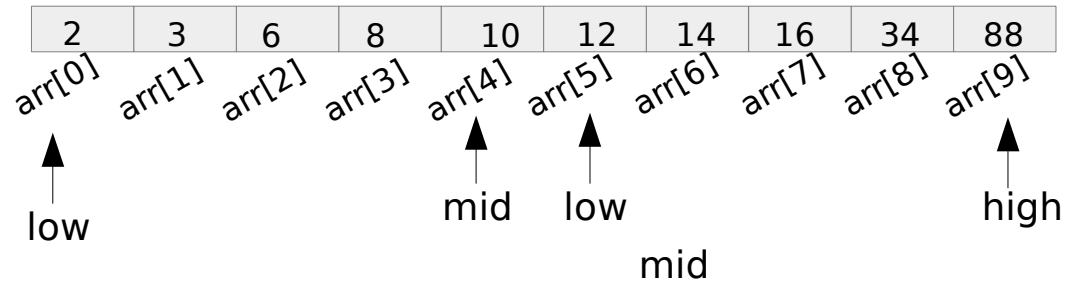 2 3 6 8 10 12 14 16 34 88
arr[0] arr[1] arr[2] arr[3] arr[4] arr[5] arr[6] arr[7] arr[8] arr[9]
low mid low high
mid